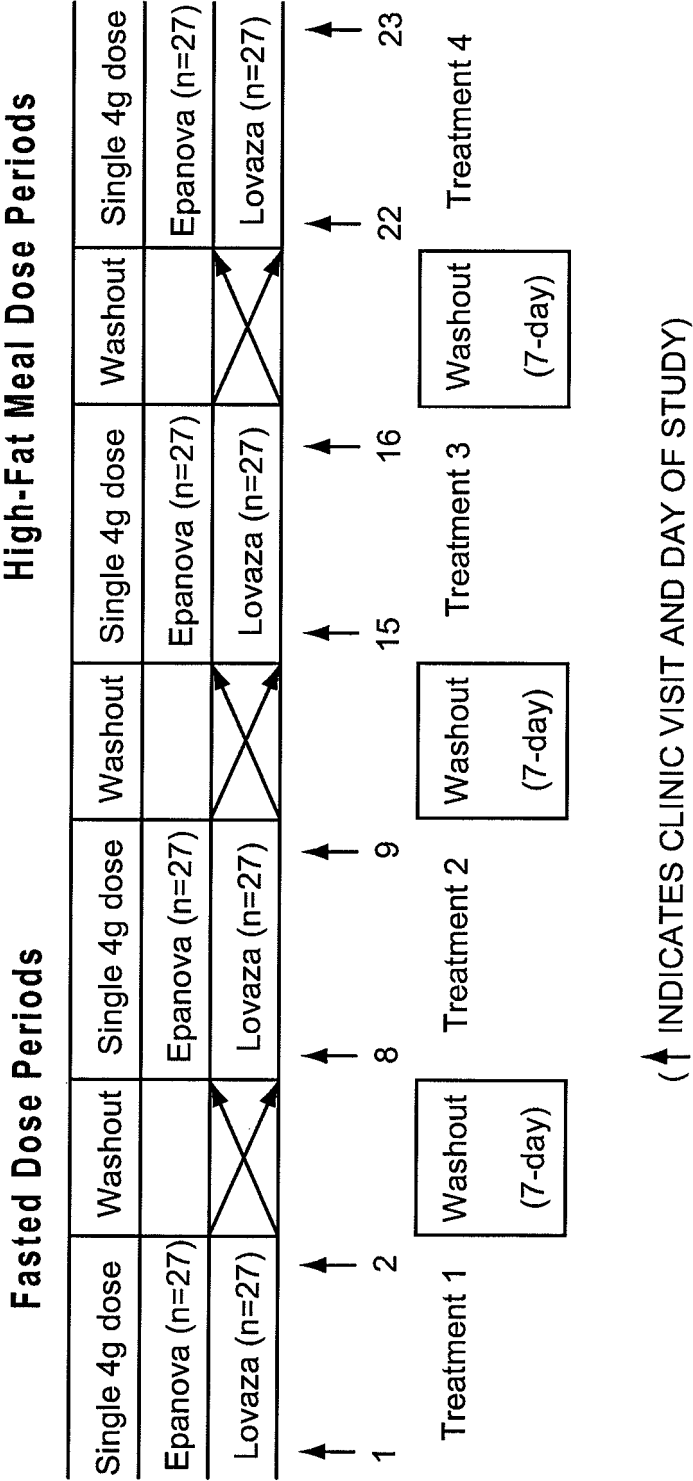 Fasted Dose Periods High-Fat Meal Dose Periods
Single 4g dose Washout Single 4g dose Washout Single 4g dose Washout Single 4g dose
Epanova (n=27) Epanova (n=27) Epanova (n=27) Epanova (n=27)
Lovaza (n=27) Lovaza (n=27) Lovaza (n=27) Lovaza (n=27)
1 2 8 9 15 16 22 23
Treatment 1 Washout Treatment 2 Washout Treatment 3 Washout Treatment 4
(7-day) (7-day) (7-day)
(↑ INDICATES CLINIC VISIT AND DAY OF STUDY)